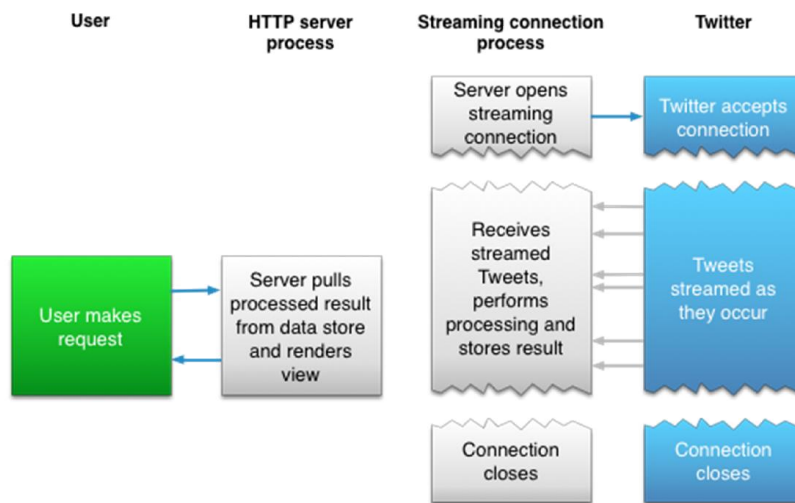 User
HTTP server
process
Streaming connection
process
Twitter
Server opens
streaming
connection
Twitter accepts
connection
User makes
request
Server pulls
processed result
from data store
and renders
view
Receives
streamed
Tweets,
performs
processing and
stores result
Tweets
streamed as
they occur
Connection
closes
Connection
closes